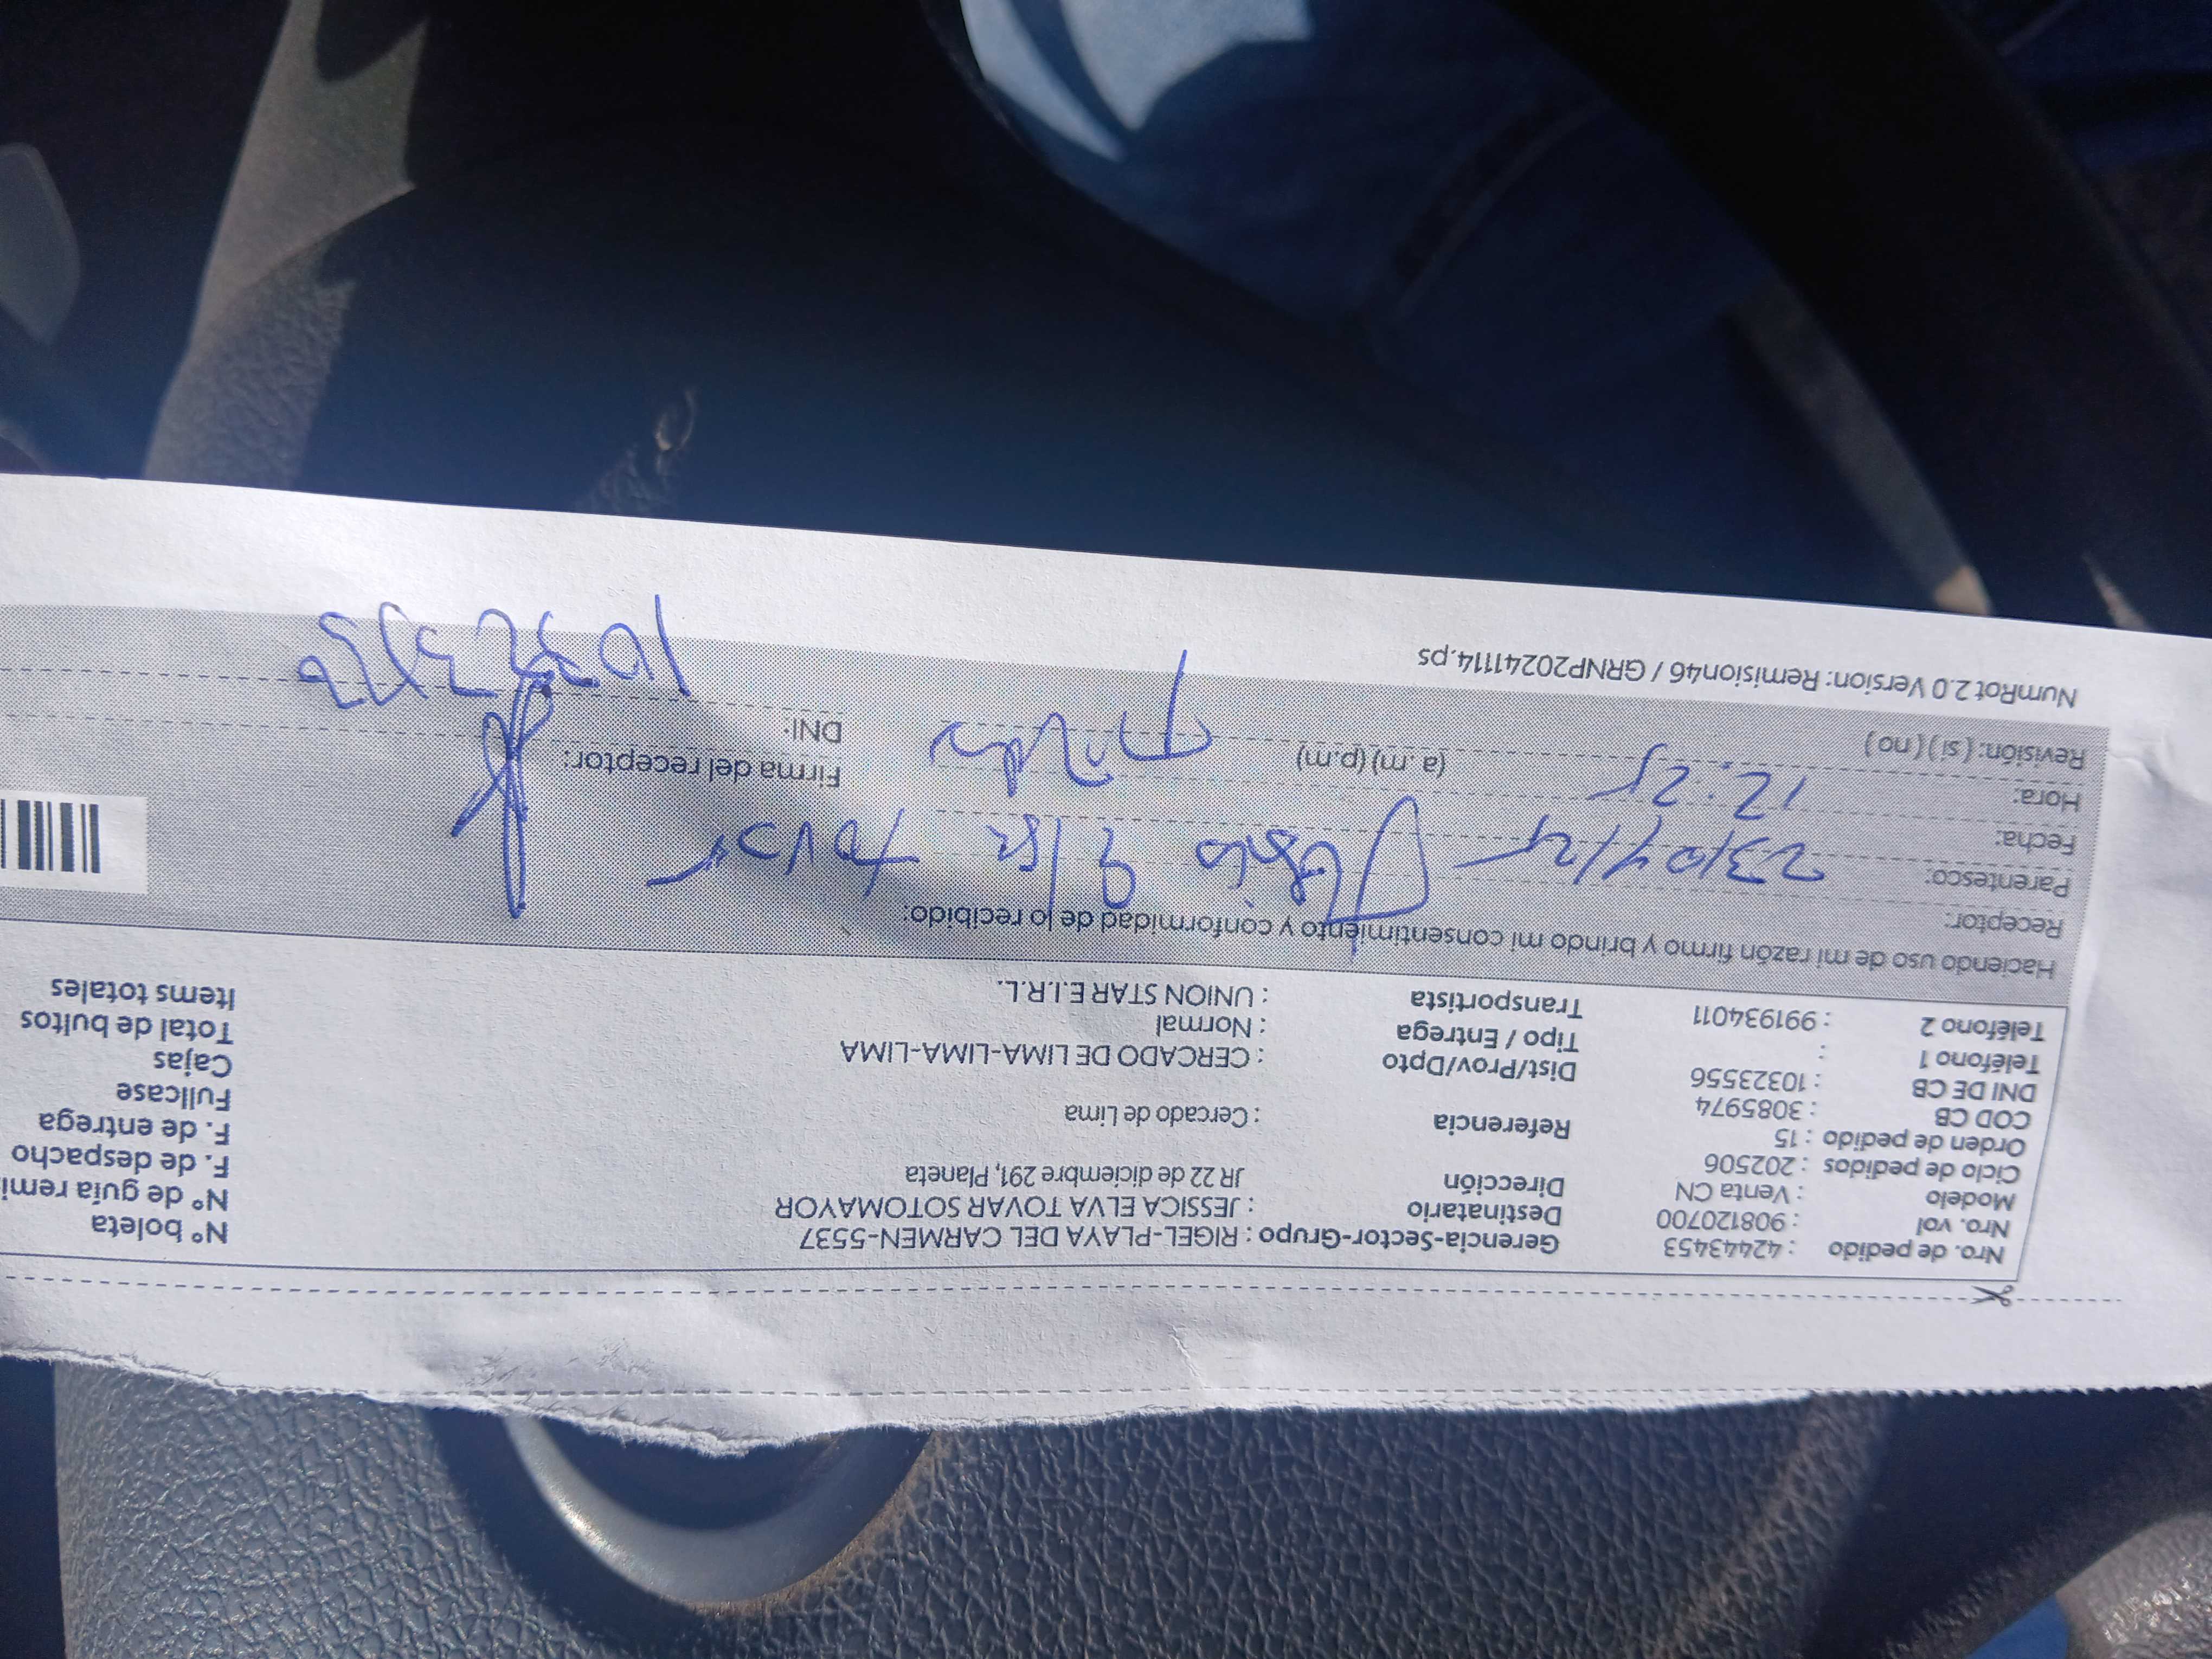 Nro. de pedido : 42443453 Gerencia-Sector-Grupo : RIGEL-PLAYA DEL CARMEN-5537 N° boleta
Nro. vol : 908120700 Destinatario : JESSICA ELVA TOVAR SOTOMAYOR N° de guía remi
Modelo : Venta CN Dirección JR 22 de diciembre 291, Planeta F. de despacho
Ciclo de pedidos : 202506 F. de entrega
Orden de pedido : 15 Referencia : Cercado de Lima Fullcase
COD CB : 3085974 Cajas
DNI DE CB : 10323556 Dist/Prov/Dpto : CERCADO DE LIMA-LIMA-LIMA Total de bultos
Teléfono 1 : Tipo / Entrega : Normal Items totales
Teléfono 2 : 991934011 Transportista : UNION STAR E.I.R.L.
Haciendo uso de mi razón firmo y brindo mi consentimiento y conformidad de lo recibido:
Receptor:
Parentesco: Tovar
Fecha: 23/04/25
Hora: 12:25 (a.m) (p.m) Firma del receptor:
Revisión: ( si ) ( no ) DNI:
NumRot 2.0 Version: Remision46 / GRNP20241114.ps